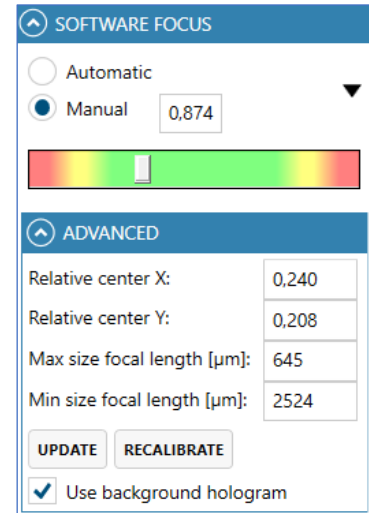 SOFTWARE FOCUS
Automatic
Manual 0,874
ADVANCED
Relative center X: 0,240
Relative center Y: 0,208
Max size focal length [µm]: 645
Min size focal length [µm]: 2524
UPDATE RECALIBRATE
Use background hologram